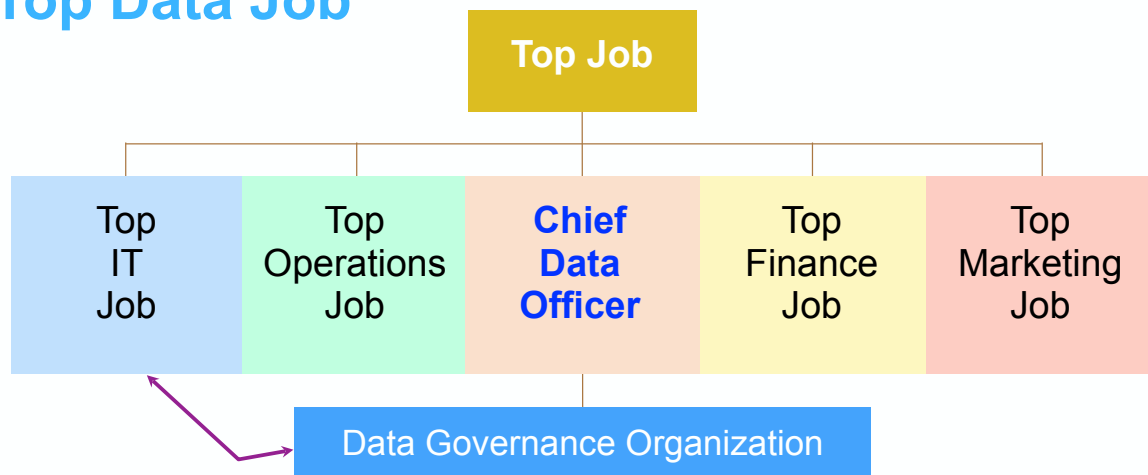 Top Data Job
Top Job
Top
IT
Job
Top
Operations
Job
Chief
Data
Officer
Top
Finance
Job
Top
Marketing
Job
Data Governance Organization